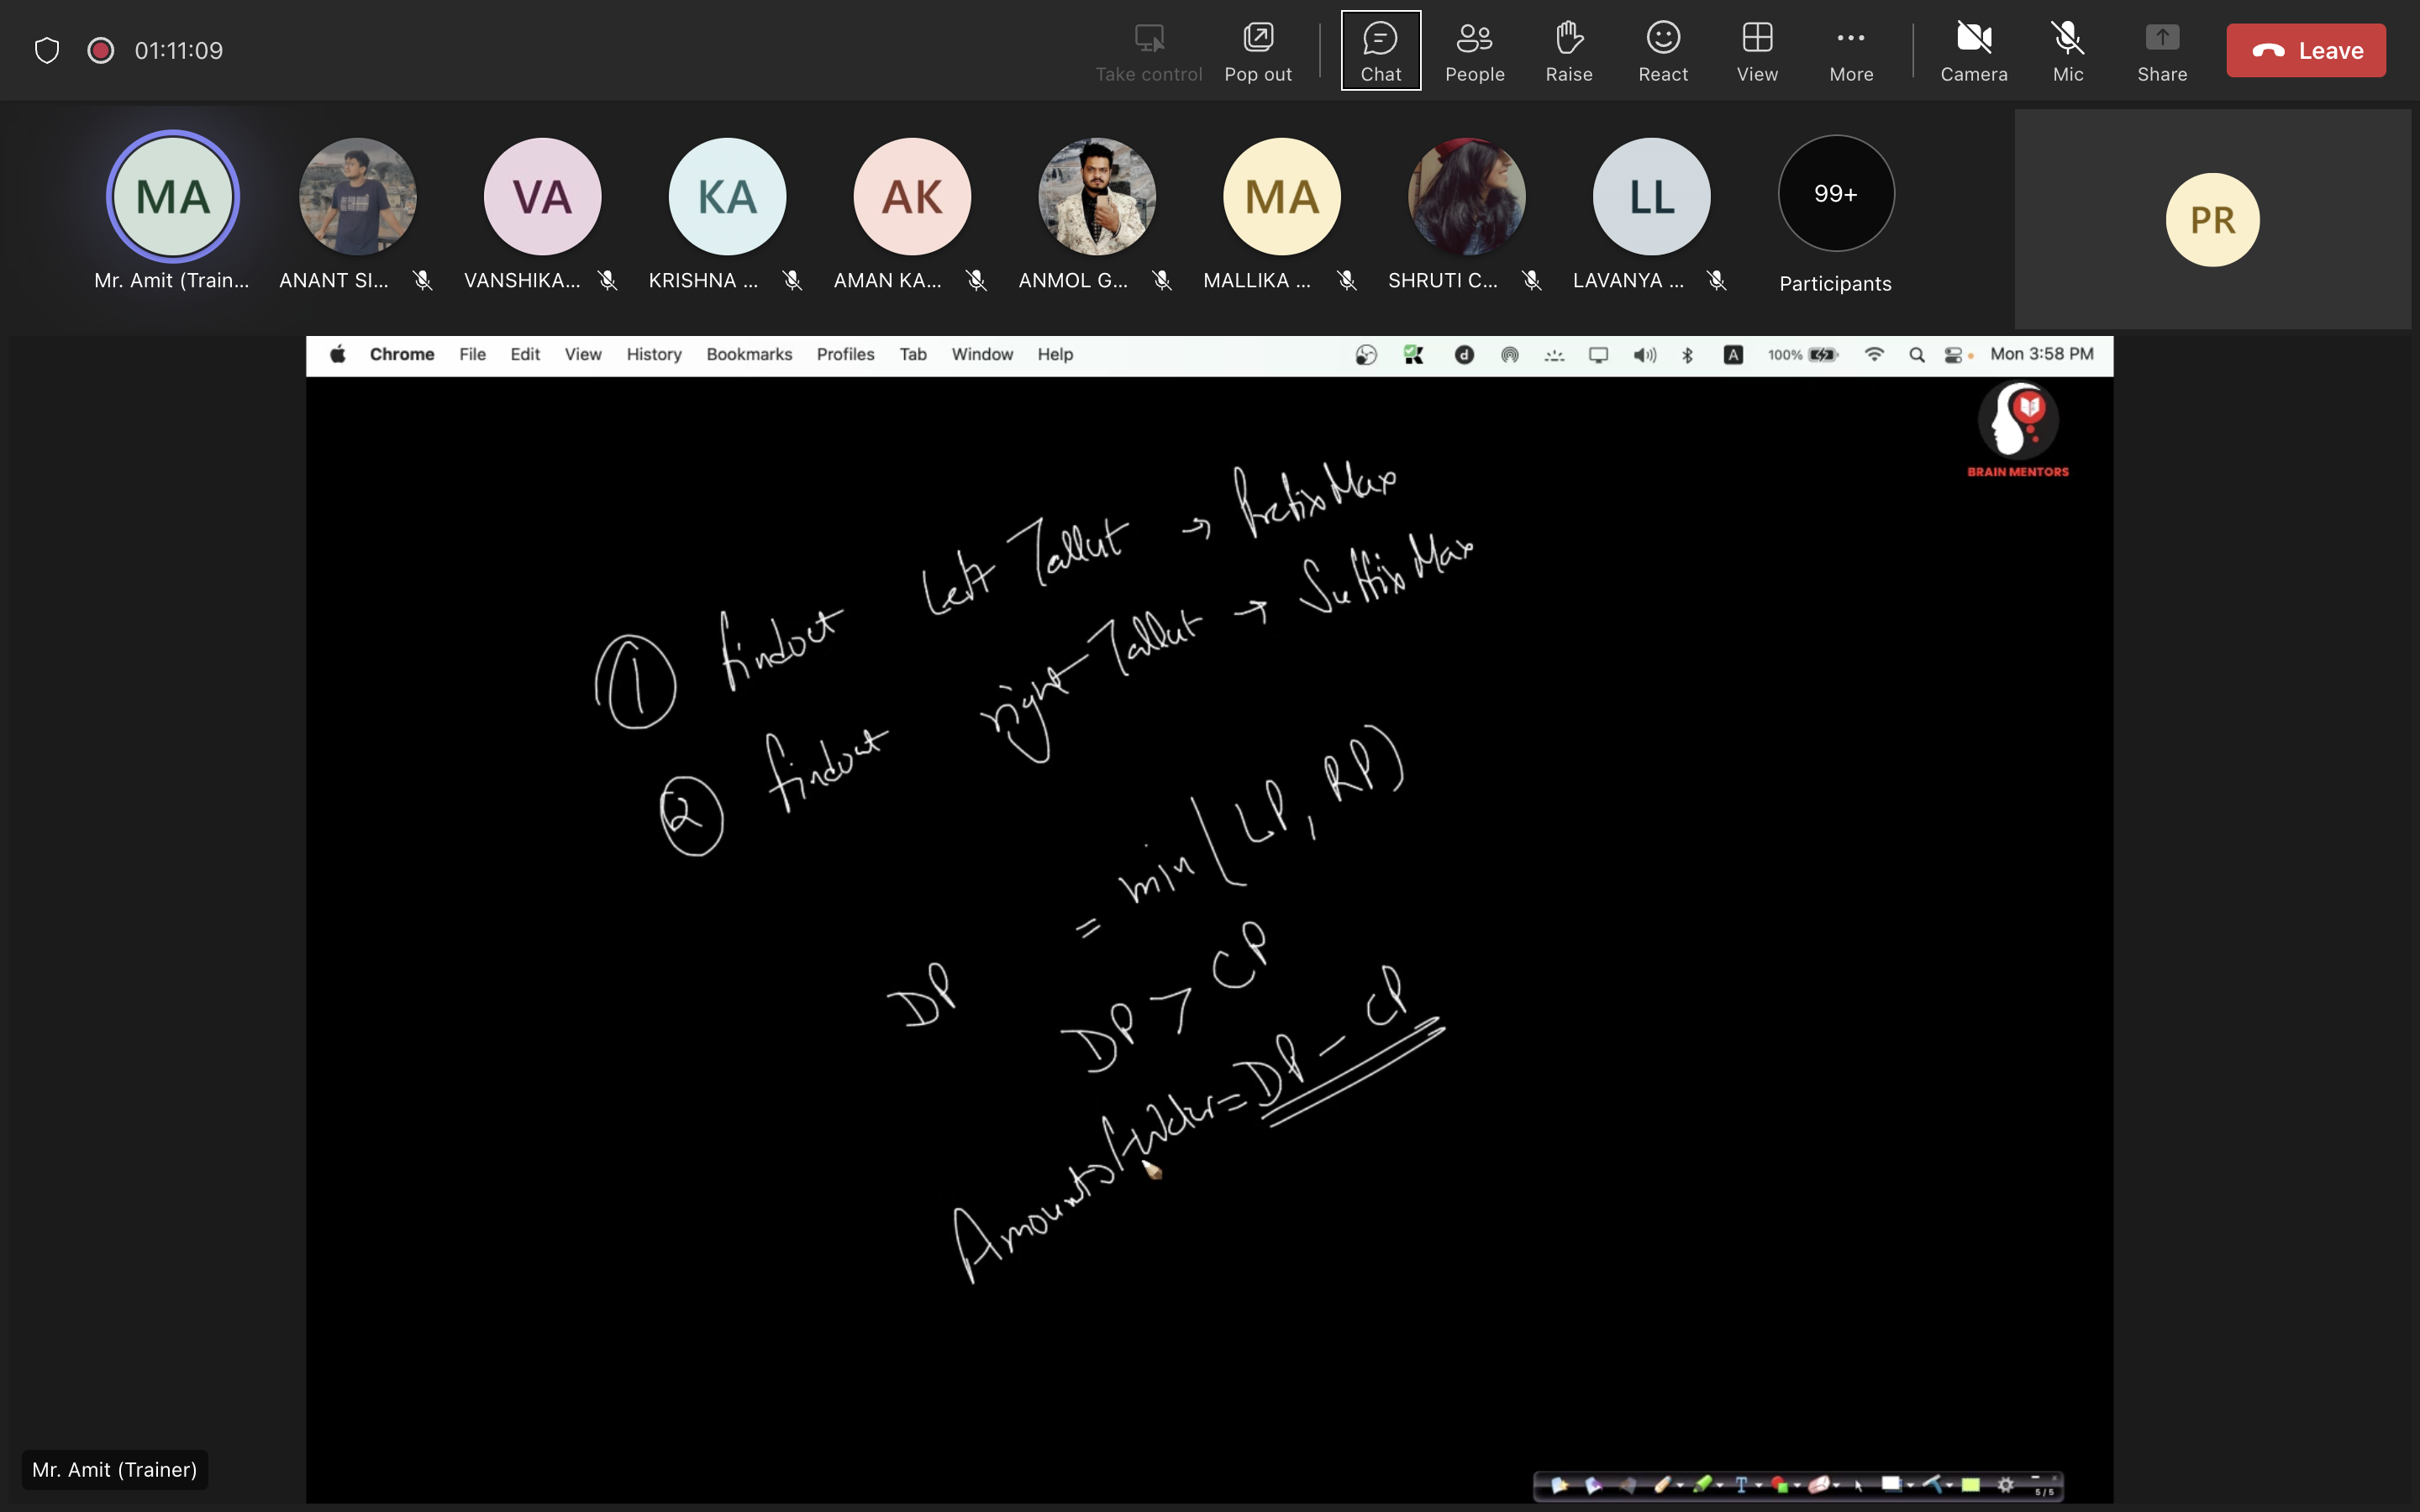 01:11:09
Take control Pop out Chat People Raise React View More Camera Mic Share Leave
MA VA KA AK MA LL 99+ PR
Mr. Amit (Train... ANANT SI... VANSHIKA... KRISHNA ... AMAN KA... ANMOL G... MALLIKA ... SHRUTI C... LAVANYA ... Participants
Chrome File Edit View History Bookmarks Profiles Tab Window Help d A 100% Mon 3:58 PM
BRAIN MENTORS
① findout Left Tallest → PrefixMax
② findout right Tallest → Suffix Max
DP = min(LP, RP)
DP > CP
Amount of water = DP - CP
Mr. Amit (Trainer)
T
5 / 5